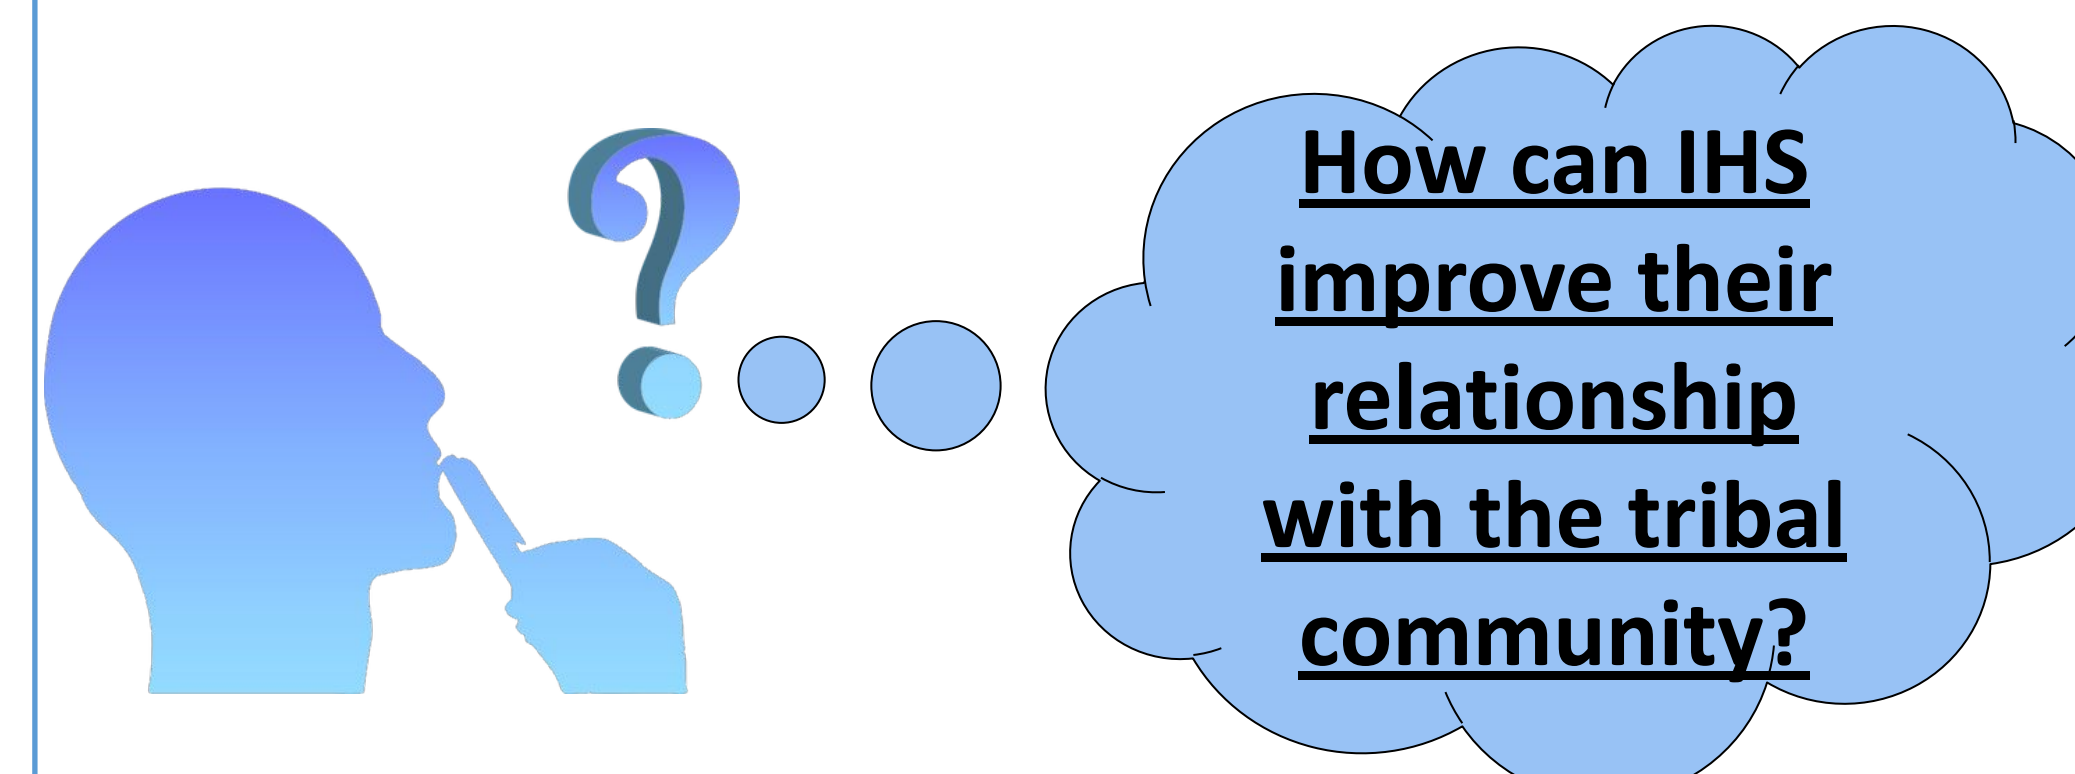 How can IHS
improve their
relationship
with the tribal
community?